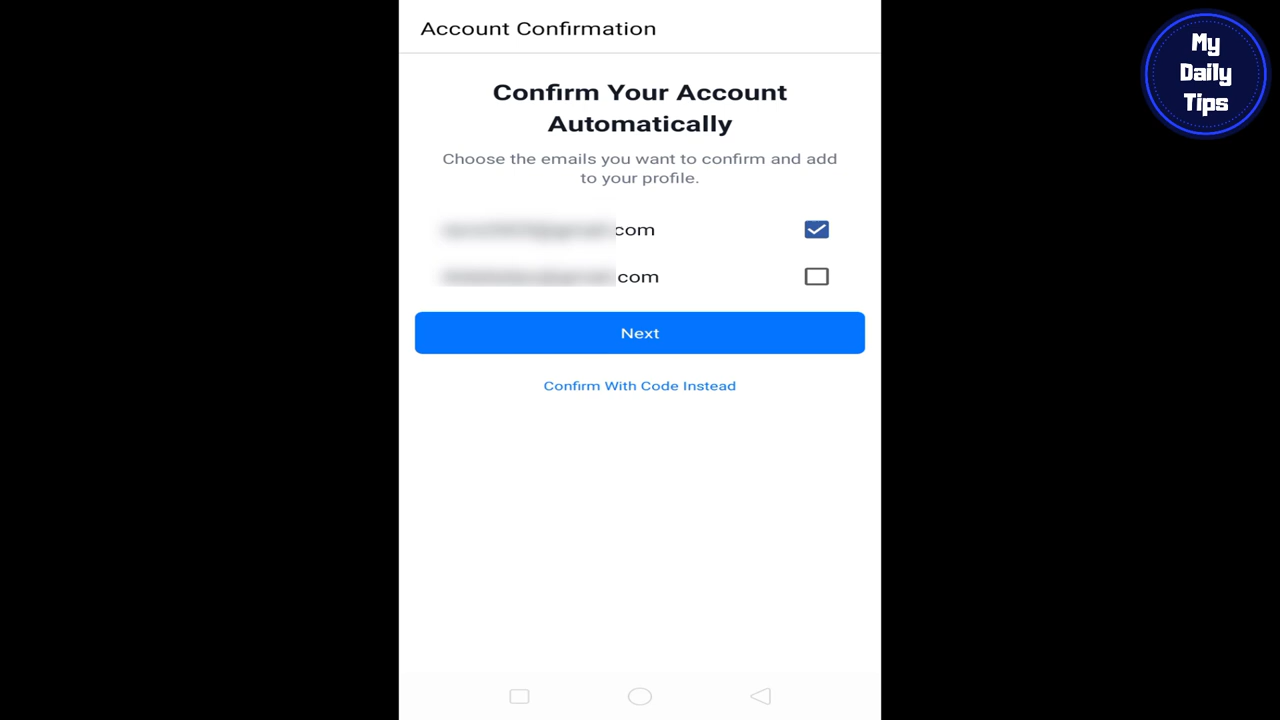 Account Confirmation
My
Daily
Tips
Confirm Your Account
Automatically
Choose the emails you want to confirm and add
to your profile.
com
com
Next
Confirm With Code Instead